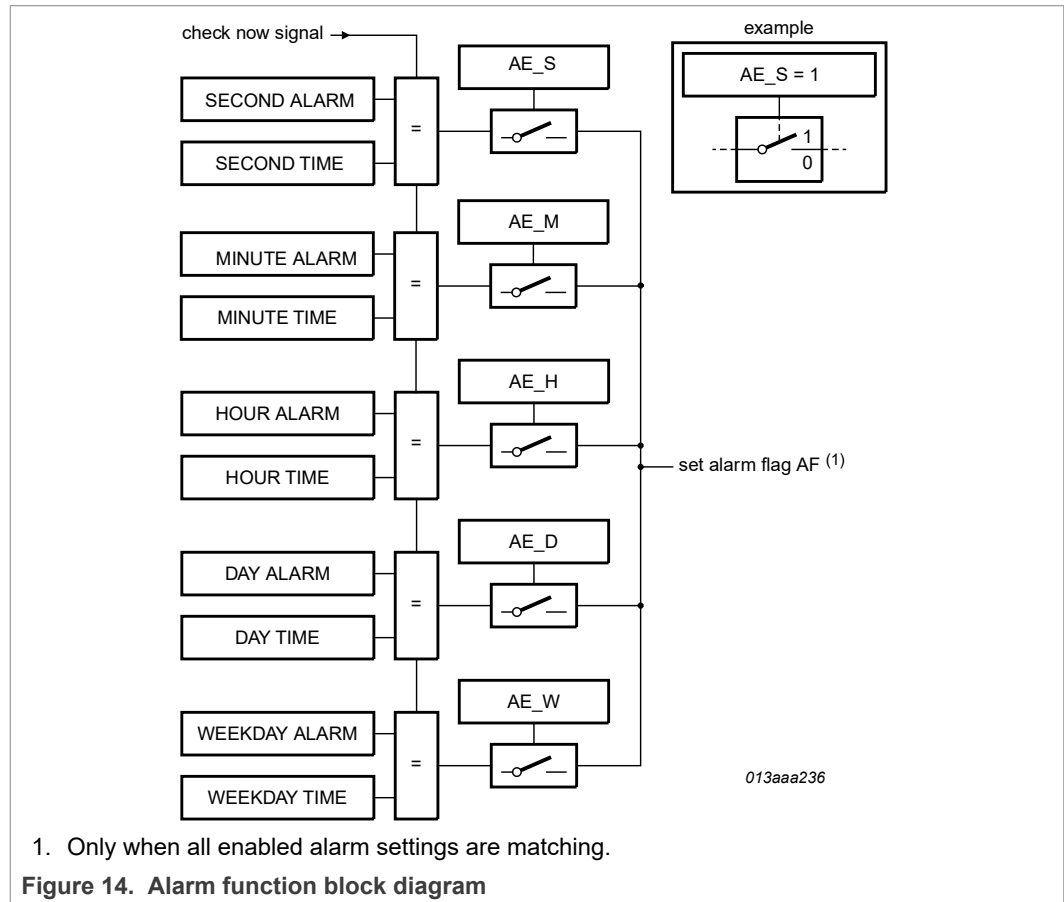 check now signal
example
AE_S
AE_S = 1
SECOND ALARM
=
1
0
SECOND TIME
AE_M
MINUTE ALARM
=
MINUTE TIME
AE_H
HOUR ALARM
=
set alarm flag AF (1)
HOUR TIME
AE_D
DAY ALARM
=
DAY TIME
AE_W
WEEKDAY ALARM
=
013aaa236
WEEKDAY TIME
1. Only when all enabled alarm settings are matching.
Figure 14. Alarm function block diagram